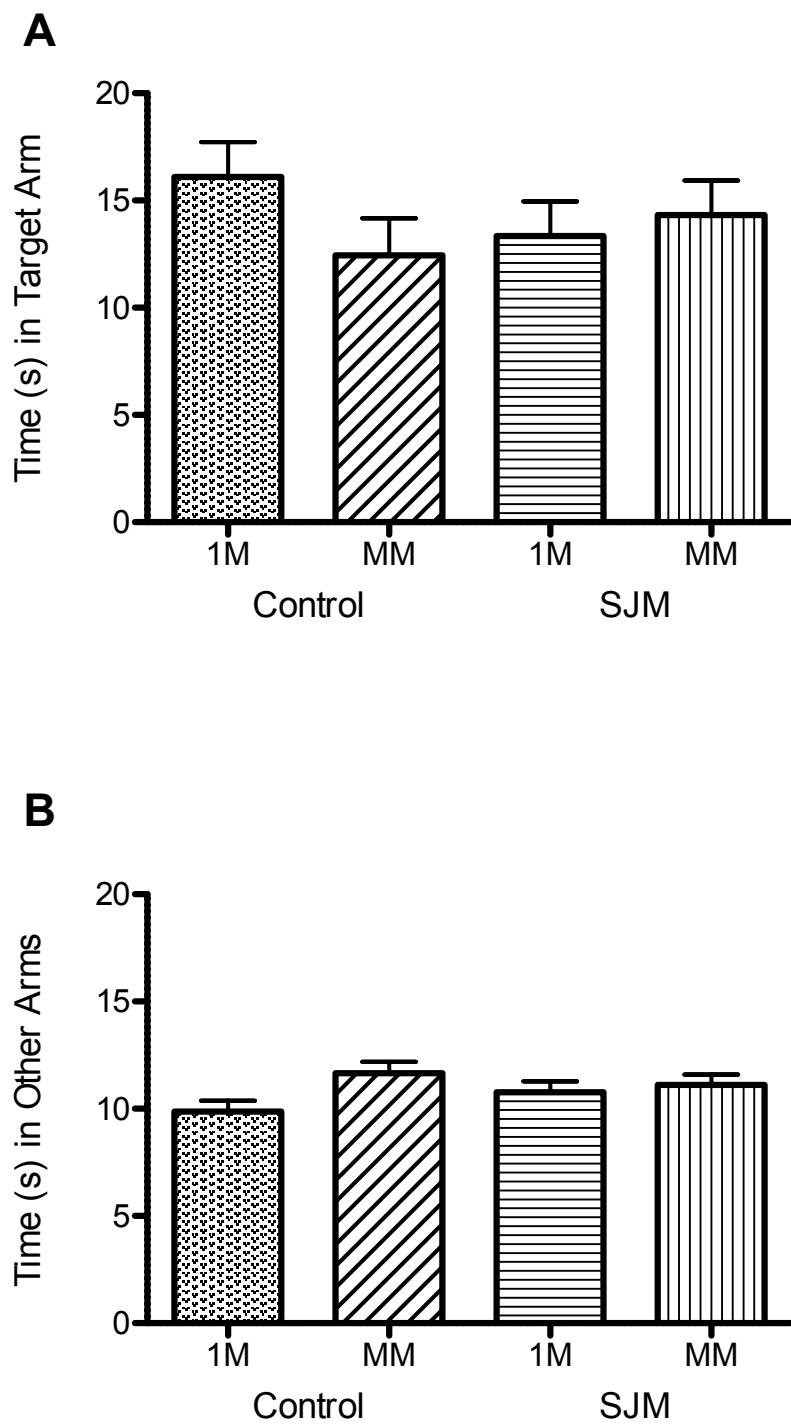 A
Time (s) in Target Arm
20
15
10
5
0
1M MM 1M MM
Control SJM
B
Time (s) in Other Arms
20
15
10
5
0
1M MM 1M MM
Control SJM